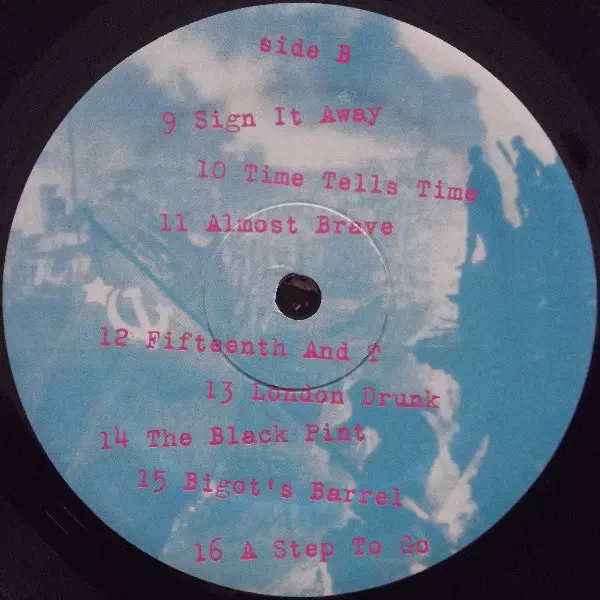 side B
9 Sign It Away
10 Time Tells Time
11 Almost Brave
12 Fifteenth And T
13 London Drunk
14 The Black Pint
15 Bigot's Barrel
16 A Step To Go